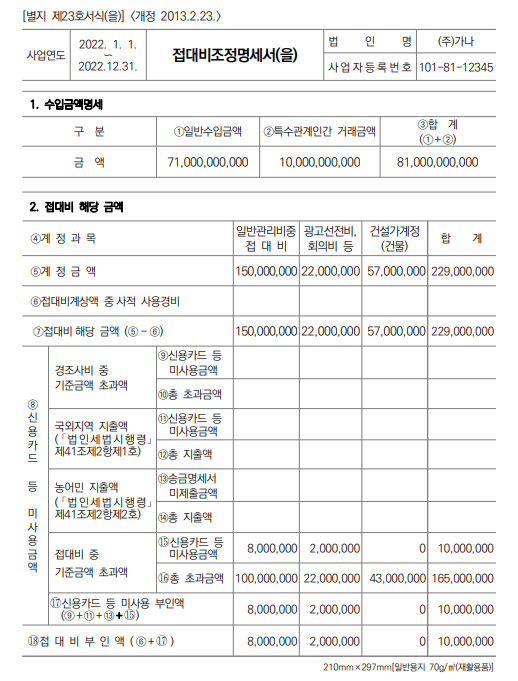 [별지 제23호서식(을)] <개정 2013.2.23.>
사업연도
2022. 1. 1.
~
2022.12.31.
접대비조정명세서(을)
법 인 명
(주)가나
사업자등록번호
101-81-12345
1. 수입금액명세
구 분
①일반수입금액
②특수관계인간 거래금액
③합 계
(①+②)
금 액
71,000,000,000
10,000,000,000
81,000,000,000
2. 접대비 해당 금액
④계 정 과 목
일반관리비중
접 대 비
광고선전비,
회의비 등
건설가계정
(건물)
합 계
⑤계 정 금 액
150,000,000
22,000,000
57,000,000
229,000,000
⑥접대비계상액 중 사적 사용경비
⑦접대비 해당 금액 (⑤-⑥)
150,000,000
22,000,000
57,000,000
229,000,000
⑧
신
용
카
드
등
미
사
용
금
액
경조사비 중
기준금액 초과액
⑨신용카드 등
미사용금액
⑩총 초과금액
국외지역 지출액
(「법인세법시행령」
제41조제2항제1호)
⑪신용카드 등
미사용금액
⑫총 지출액
농어민 지출액
(「법인세법시행령」
제41조제2항제2호)
⑬송금명세서
미제출금액
⑭총 지출액
접대비 중
기준금액 초과액
⑮신용카드 등
미사용금액
8,000,000
2,000,000
0
10,000,000
⑯총 초과금액
100,000,000
22,000,000
43,000,000
165,000,000
⑰신용카드 등 미사용 부인액
(⑨+⑪+⑬+⑮)
8,000,000
2,000,000
0
10,000,000
⑱접 대 비 부 인 액 (⑥+⑰)
8,000,000
2,000,000
0
10,000,000
210mm×297mm[일반용지 70g/㎡(재활용품)]